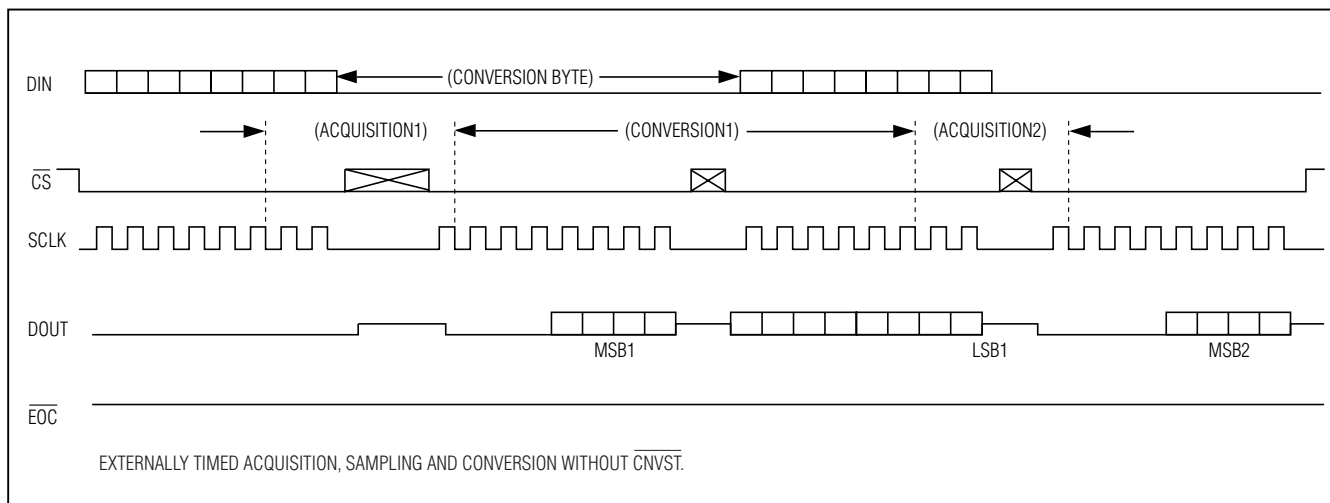 DIN
(CONVERSION BYTE)
(ACQUISITION1)
(CONVERSION1)
(ACQUISITION2)
CS
SCLK
DOUT
MSB1
LSB1
MSB2
EOC
EXTERNALLY TIMED ACQUISITION, SAMPLING AND CONVERSION WITHOUT CNVST.